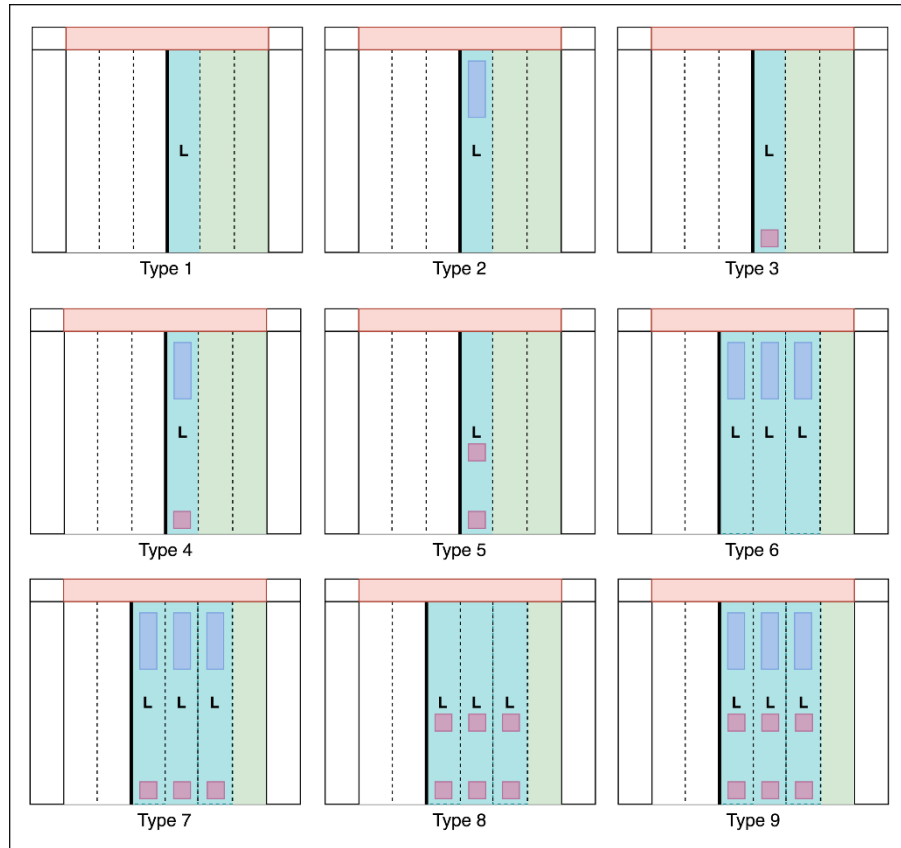 L
L
L
Type 1
Type 2
Type 3
L
L
L L L
Type 4
Type 5
Type 6
L L L
L L L
L L L
Type 7
Type 8
Type 9